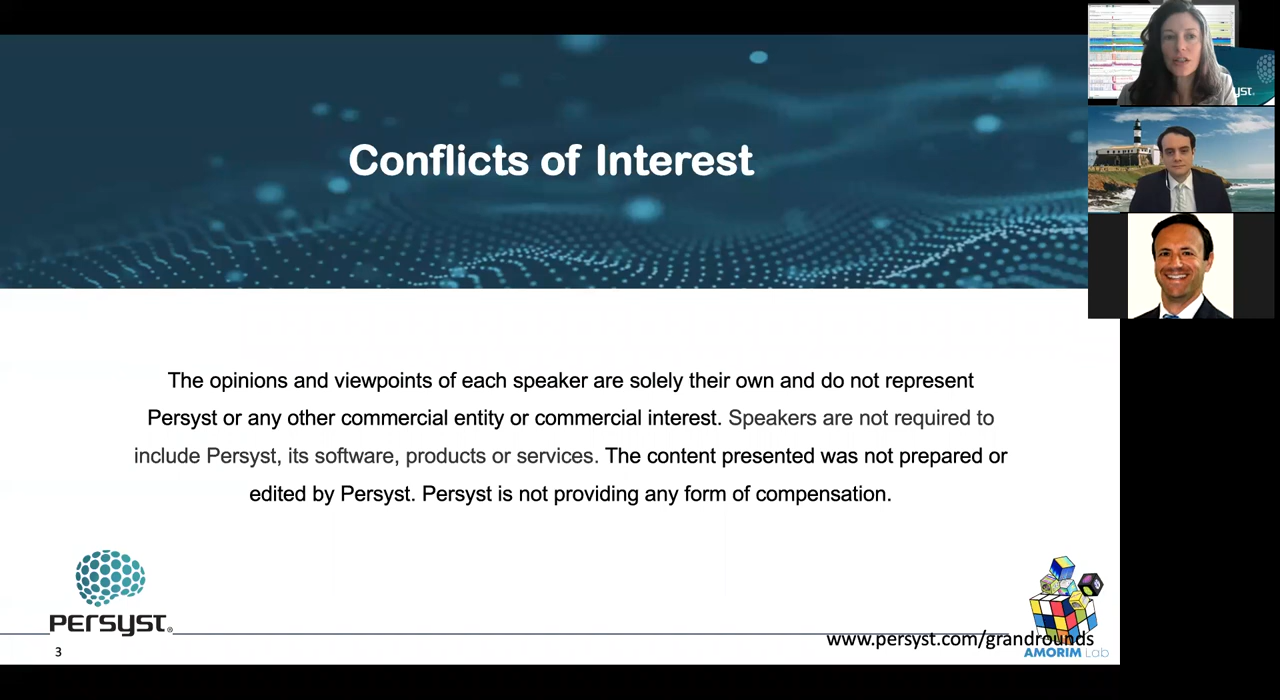 Conflicts of Interest
The opinions and viewpoints of each speaker are solely their own and do not represent
Persyst or any other commercial entity or commercial interest. Speakers are not required to
include Persyst, its software, products or services. The content presented was not prepared or
edited by Persyst. Persyst is not providing any form of compensation.
PERSYST®
www.persyst.com/grandrounds
AMORIM Lab
3
yst.